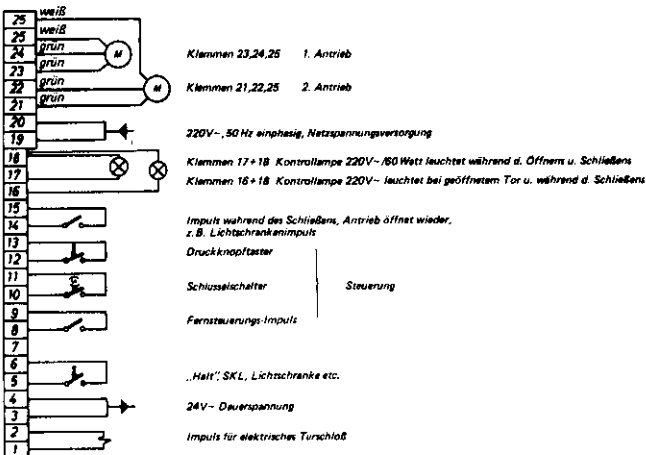 25 weiß
25 weiß
24 grün M Klemmen 23,24,25 1. Antrieb
23 grün
22 grün M Klemmen 21,22,25 2. Antrieb
21
20
19 220V~, 50 Hz einphasig, Netzspannungsversorgung
18 Klemmen 17+18 Kontrollampe 220V~/60 Watt leuchtet während d. Öffnens u. Schließens
17 Klemmen 16+18 Kontrollampe 220V~ leuchtet bei geöffnetem Tor u. während d. Schließens
16
15 Impuls während des Schließens, Antrieb öffnet wieder,
14 z.B. Lichtschrankenimpuls
13 Druckknopftaster
12
11 Schlüsselschalter Steuerung
10
9 Fernsteuerungs-Impuls
8
7
6
5 „Halt", SKL, Lichtschranke etc.
4 24V~ Dauerspannung
3
2 Impuls für elektrisches Turschloß
1